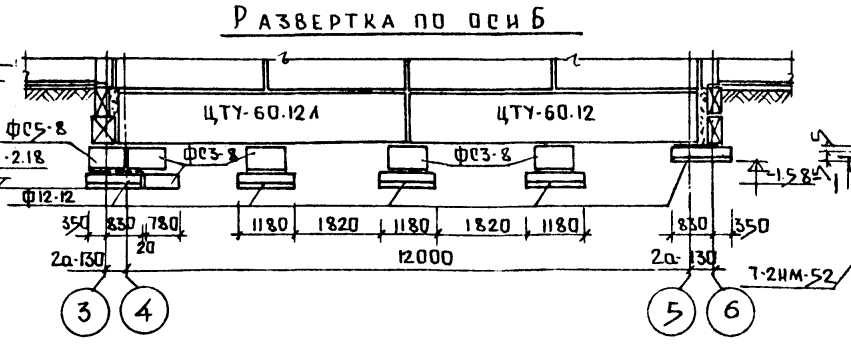 РАЗВЕРТКА ПО ОСИ Б
ЦТУ-60.12Л ЦТУ-60.12
ФС5-8 ФС3-8 ФС3-8
-2.18
-1.58
Ф12-12
350 830 780 1180 1820 1180 1820 1180 830 350
20
2а-130 12000 2а-130
7-2НМ-52
3 4 5 6